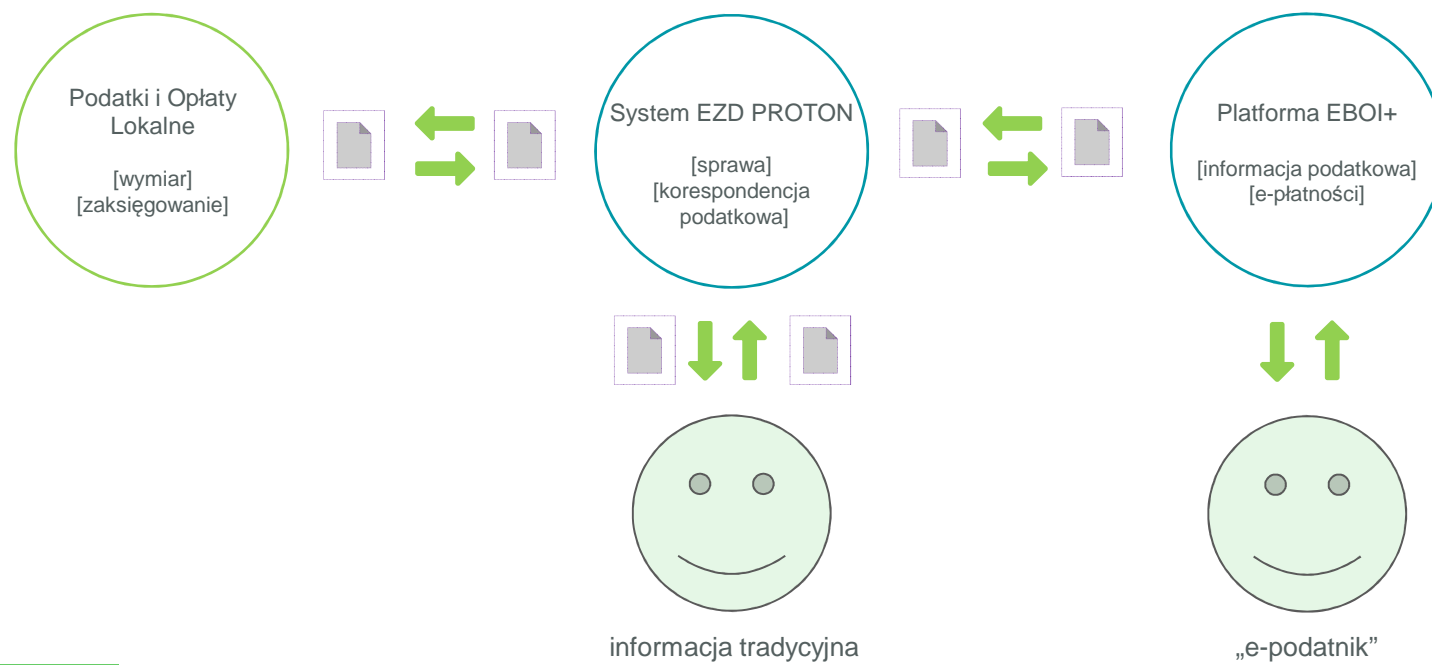 Podatki i Opłaty
Lokalne
[wymiar]
[zaksięgowanie]
System EZD PROTON
[sprawa]
[korespondencja
podatkowa]
Platforma EBOI+
[informacja podatkowa]
[e-płatności]
informacja tradycyjna
„e-podatnik”